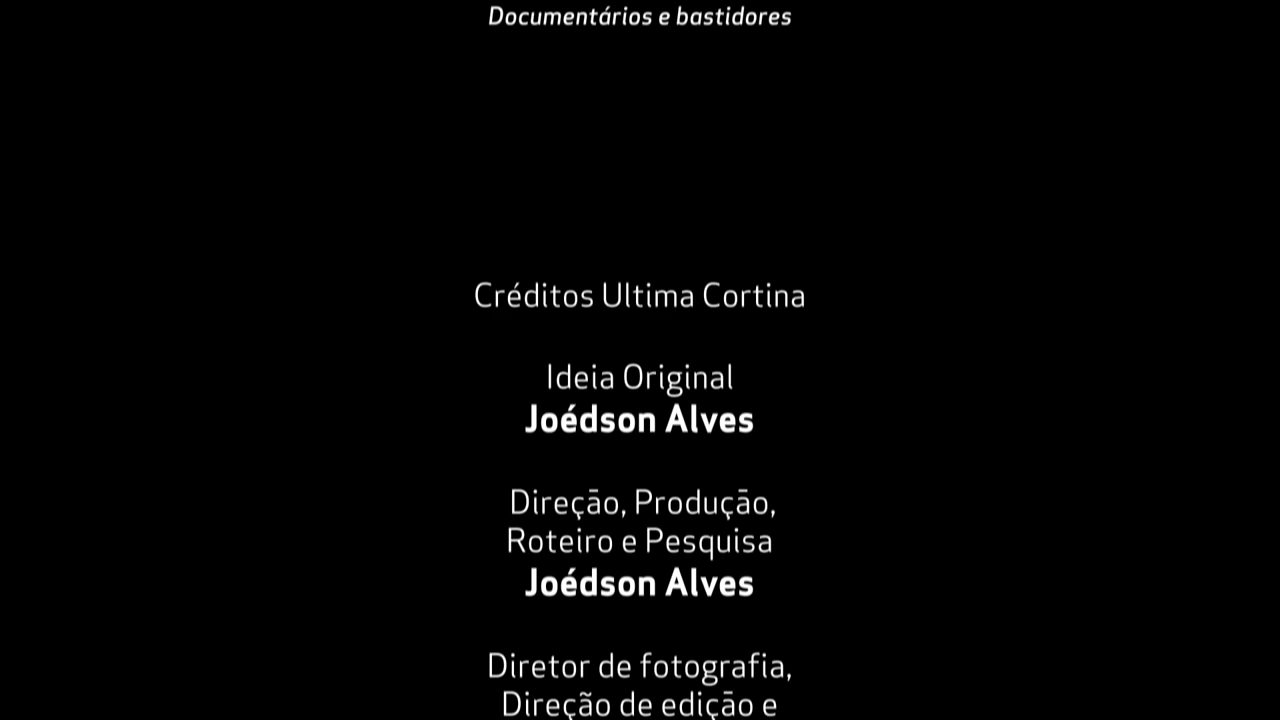 Documentários e bastidores
Créditos Ultima Cortina
Ideia Original
Joédson Alves
Direção, Produção,
Roteiro e Pesquisa
Joédson Alves
Diretor de fotografia,
Direção de edição e